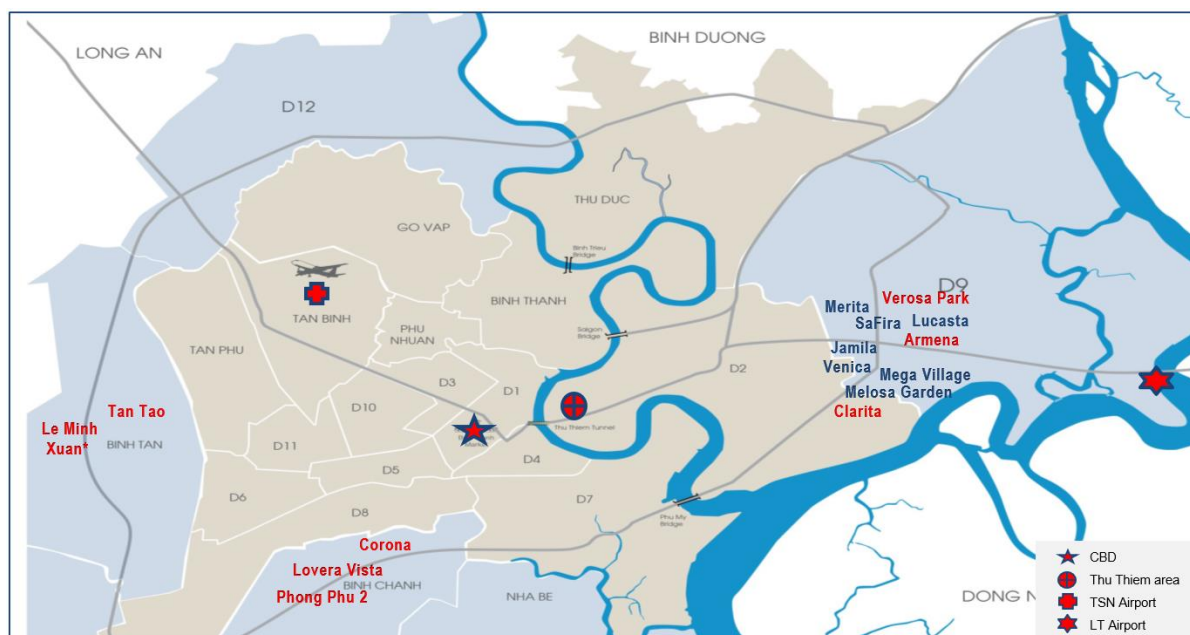 LONG AN
BINH DUONG
D12
THU DUC
GO VAP
Binh Trieu
Bridge
D9
Verosa Park
BINH THANH
Merita
SaFira
Lucasta
TAN BINH
PHU
NHUAN
Saigon
Bridge
Armena
TAN PHU
Jamila
D3
D1
D2
Venica
Mega Village
Melosa Garden
D10
Clarita
Tan Tao
Le Minh
Xuan*
BINH TAN
Thu Thiem Tunnel
D11
D4
D5
D6
D7
D8
Phu My
Bridge
Corona
Lovera Vista
BINH CHANH
Phong Phu 2
NHA BE
DONG N
CBD
Thu Thiem area
TSN Airport
LT Airport